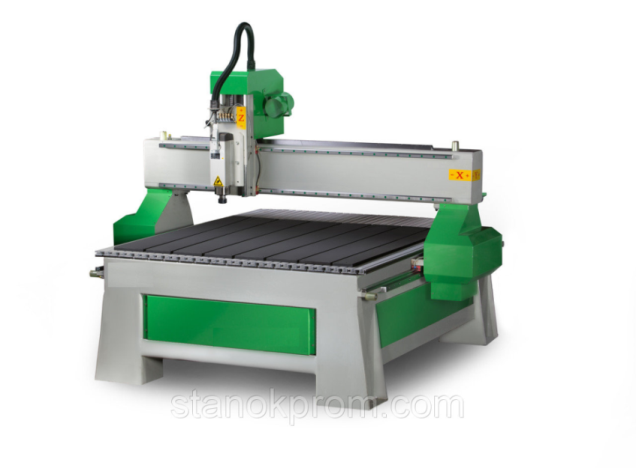 - Z +
- X +
stanokprom.com